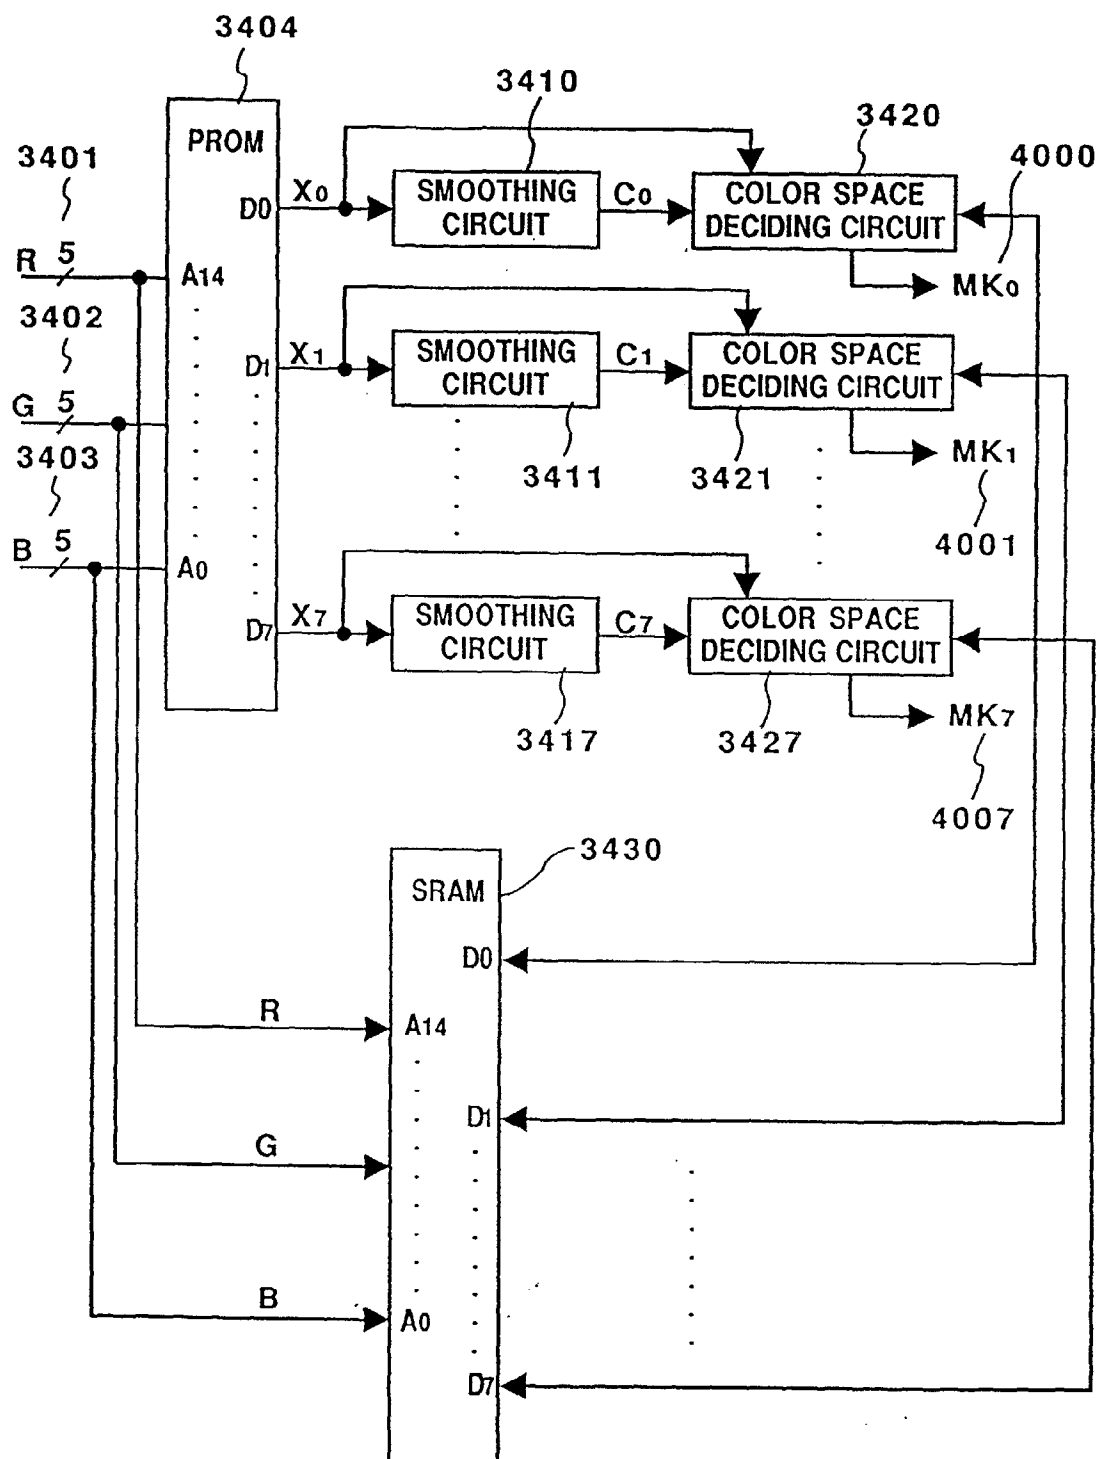 3404
3410
3420
4000
PROM
3401
SMOOTHING
CIRCUIT
COLOR SPACE
DECIDING CIRCUIT
X0
C0
D0
R
5
A14
MK0
3402
X1
D1
SMOOTHING
CIRCUIT
C1
COLOR SPACE
DECIDING CIRCUIT
G
5
3403
3411
3421
MK1
4001
B
5
A0
X7
D7
SMOOTHING
CIRCUIT
C7
COLOR SPACE
DECIDING CIRCUIT
3417
3427
MK7
4007
3430
SRAM
D0
R
A14
D1
G
B
A0
D7